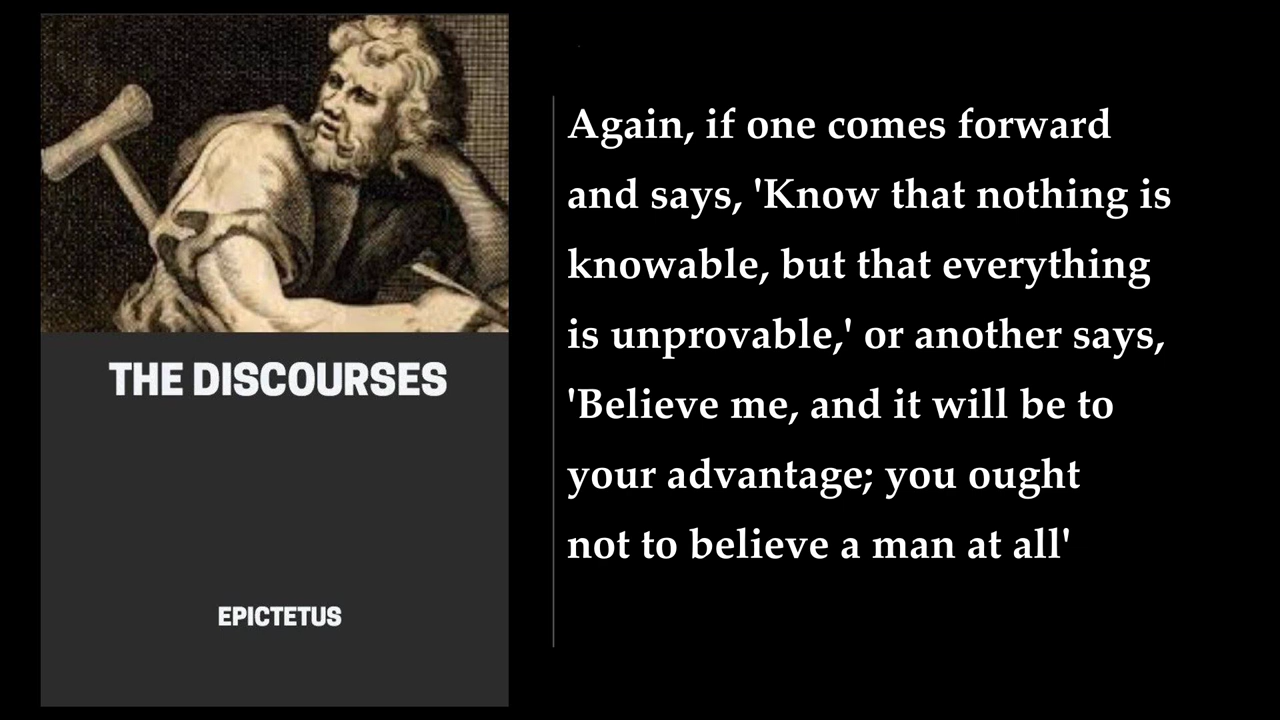 THE DISCOURSES
EPICTETUS
Again, if one comes forward
and says, 'Know that nothing is
knowable, but that everything
is unprovable,' or another says,
'Believe me, and it will be to
your advantage; you ought
not to believe a man at all'